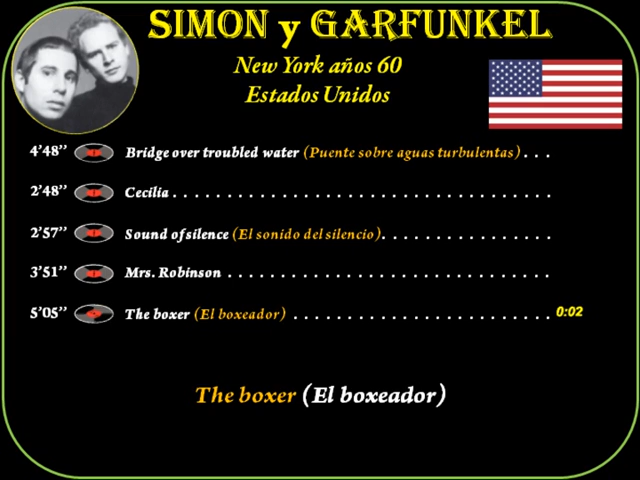 SIMON y GARFUNKEL
New York años 60
Estados Unidos
4’48’’ Bridge over troubled water (Puente sobre aguas turbulentas) . . .
2’48’’ Cecilia . . . . . . . . . . . . . . . . . . . . . . . . . . . . . . . . . . .
2’57’’ Sound of silence (El sonido del silencio). . . . . . . . . . . . . . . .
3’51’’ Mrs. Robinson . . . . . . . . . . . . . . . . . . . . . . . . . . . . . .
5’05’’ The boxer (El boxeador) . . . . . . . . . . . . . . . . . . . . . . . . 0:02
The boxer (El boxeador)